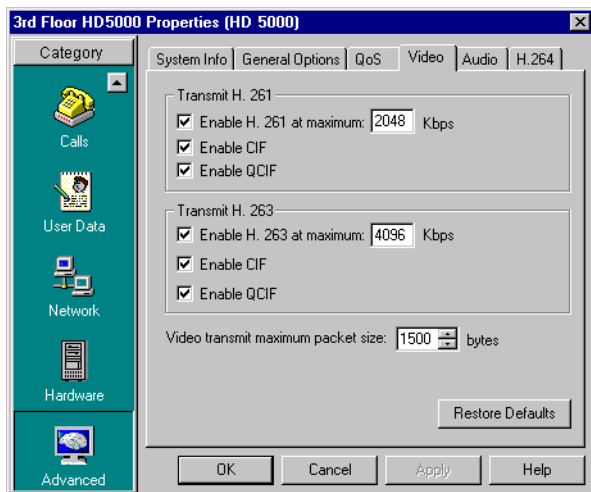 3rd Floor HD5000 Properties (HD 5000)
Category
Calls
User Data
Network
Hardware
Advanced
System Info General Options QoS Video Audio H.264
Transmit H. 261
Enable H. 261 at maximum: 2048 Kbps
Enable CIF
Enable QCIF
Transmit H. 263
Enable H. 263 at maximum: 4096 Kbps
Enable CIF
Enable QCIF
Video transmit maximum packet size: 1500 bytes
Restore Defaults
OK Cancel Apply Help